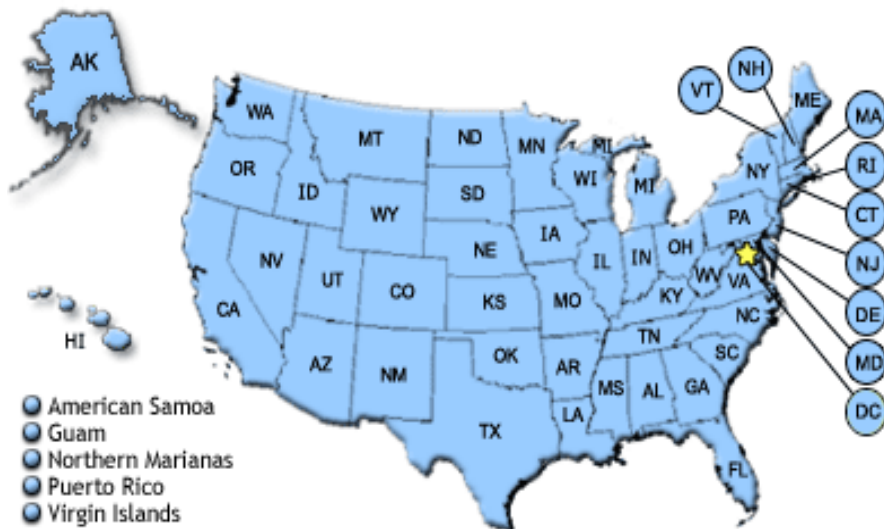 AK
VT
NH
ME
MA
RI
CT
NJ
DE
MD
DC
WA
MT
ND
MN
MI
MI
WI
NY
OR
ID
SD
WY
IA
NE
PA
IL
IN
OH
NV
UT
CO
KS
MO
KY
WV
VA
CA
NC
TN
AZ
NM
OK
AR
SC
MS
AL
GA
TX
LA
FL
HI
American Samoa
Guam
Northern Marianas
Puerto Rico
Virgin Islands